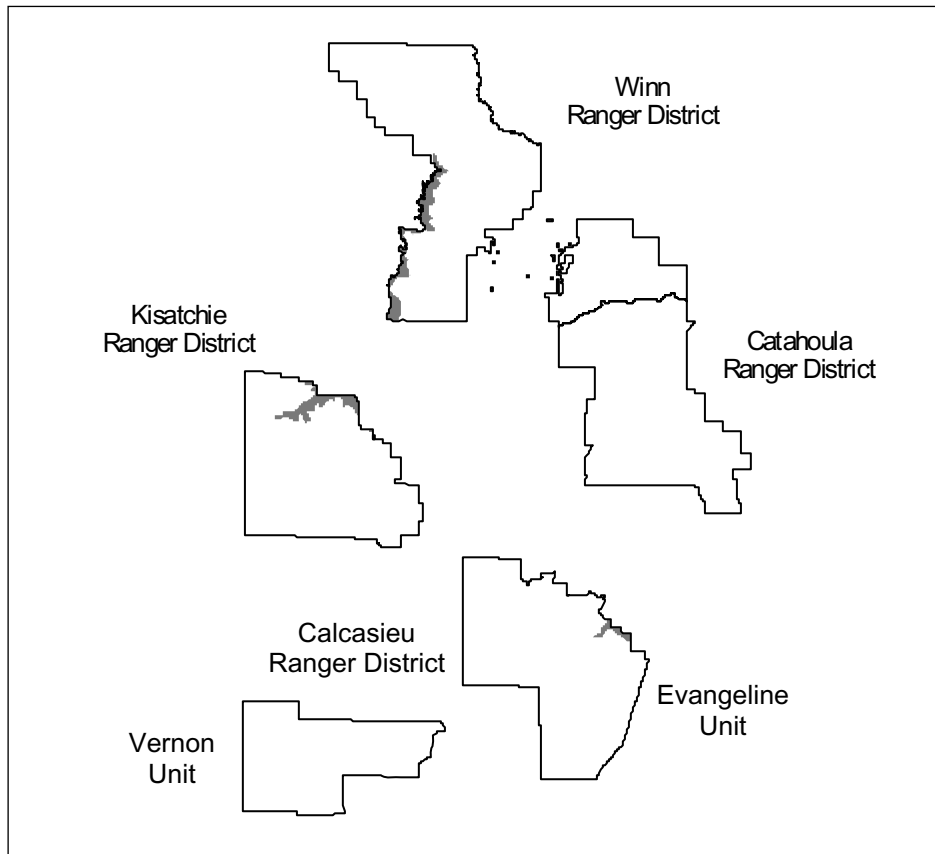 Winn
Ranger District
Kisatchie
Ranger District
Catahoula
Ranger District
Calcasieu
Ranger District
Evangeline
Unit
Vernon
Unit